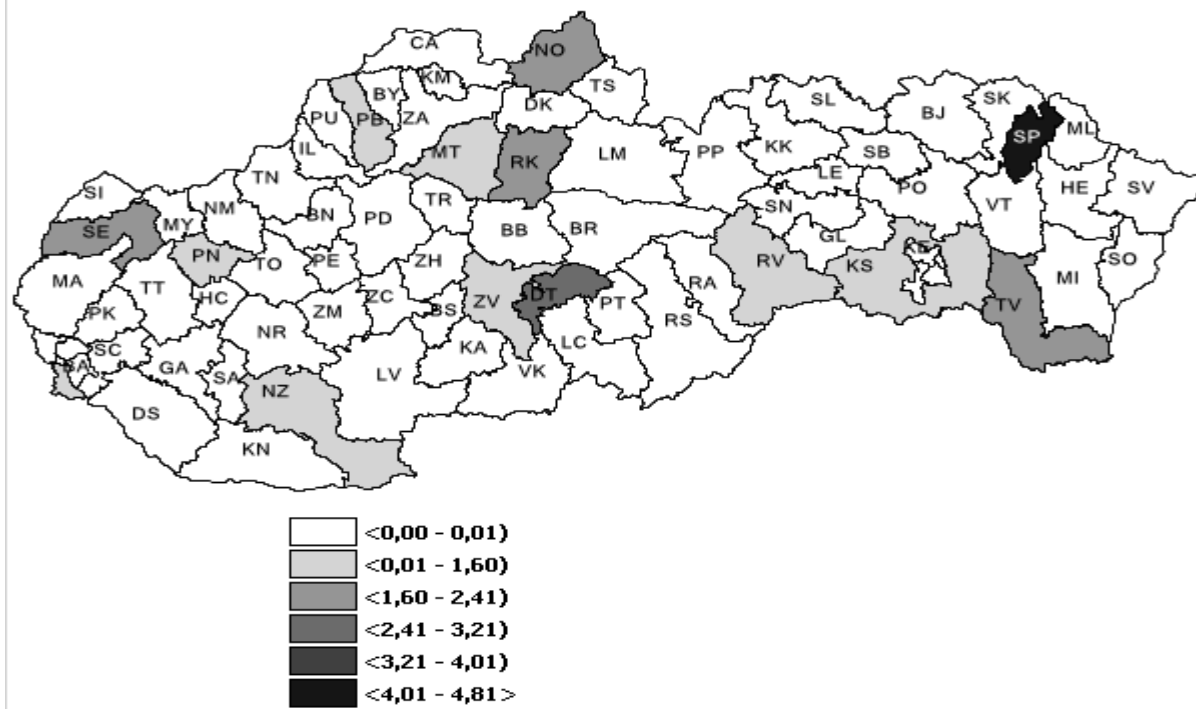 CA
NO
KM
TS
BY
DK
SL
SK
PU
PB
ZA
BJ
SP
ML
IL
MT
RK
LM
PP
KK
SB
TN
LE
PO
HE
SV
SI
NM
BN
PD
TR
SN
VT
MY
SE
BB
BR
GL
KE
PN
TO
PE
ZH
RV
KS
SO
MA
TT
HC
ZC
ZV
DT
RA
MI
PK
ZM
BS
PT
TV
NR
RS
SC
KA
LC
BA
GA
SA
LV
VK
NZ
DS
KN
<0,00 - 0,01)
<0,01 - 1,60)
<1,60 - 2,41)
<2,41 - 3,21)
<3,21 - 4,01)
<4,01 - 4,81>